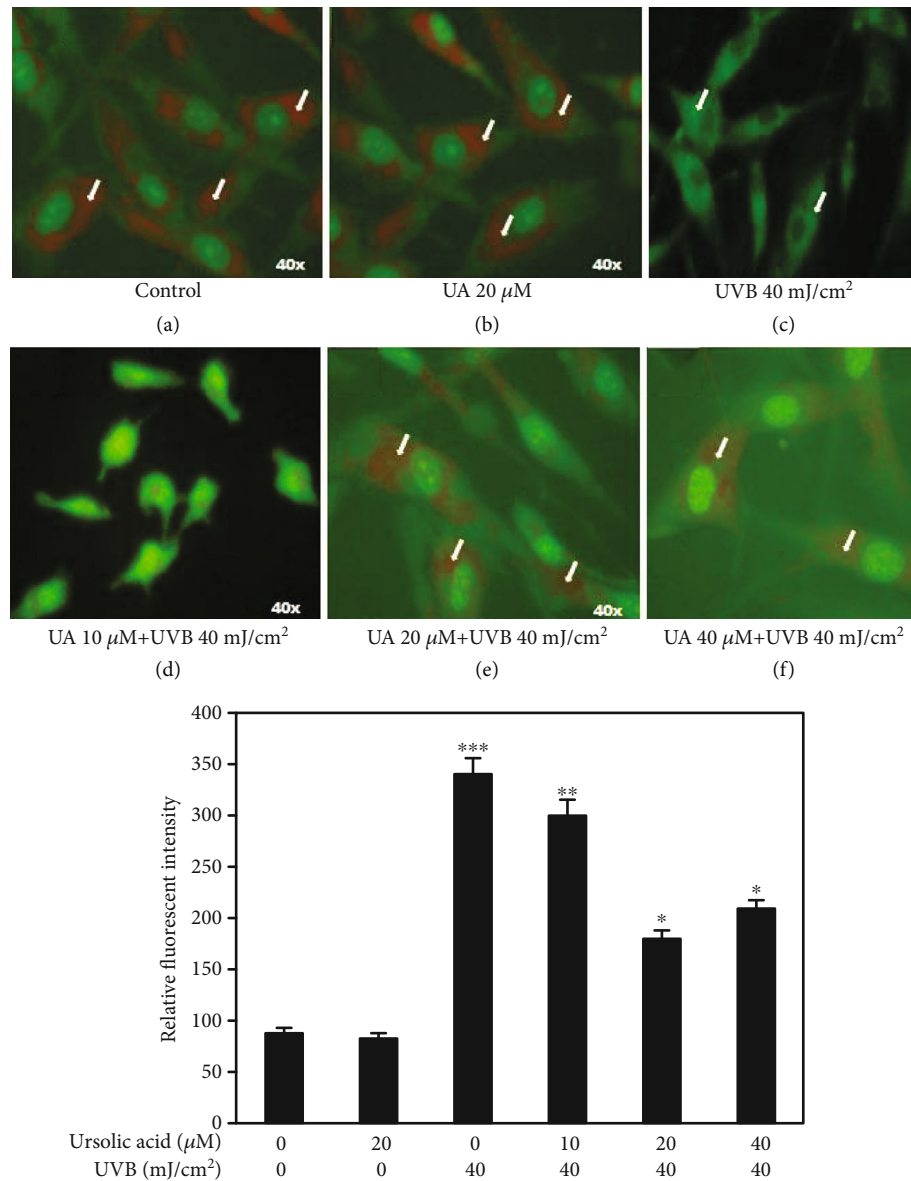 40x
40x
Control
UA 20 μM
UVB 40 mJ/cm²
(a)
(b)
(c)
40x
40x
UA 10 μM+UVB 40 mJ/cm²
UA 20 μM+UVB 40 mJ/cm²
UA 40 μM+UVB 40 mJ/cm²
(d)
(e)
(f)
Relative fluorescent intensity
400
350
300
250
200
150
100
50
0
***
**
*
*
Ursolic acid (μM) 0 20 0 10 20 40
UVB (mJ/cm²) 0 0 40 40 40 40